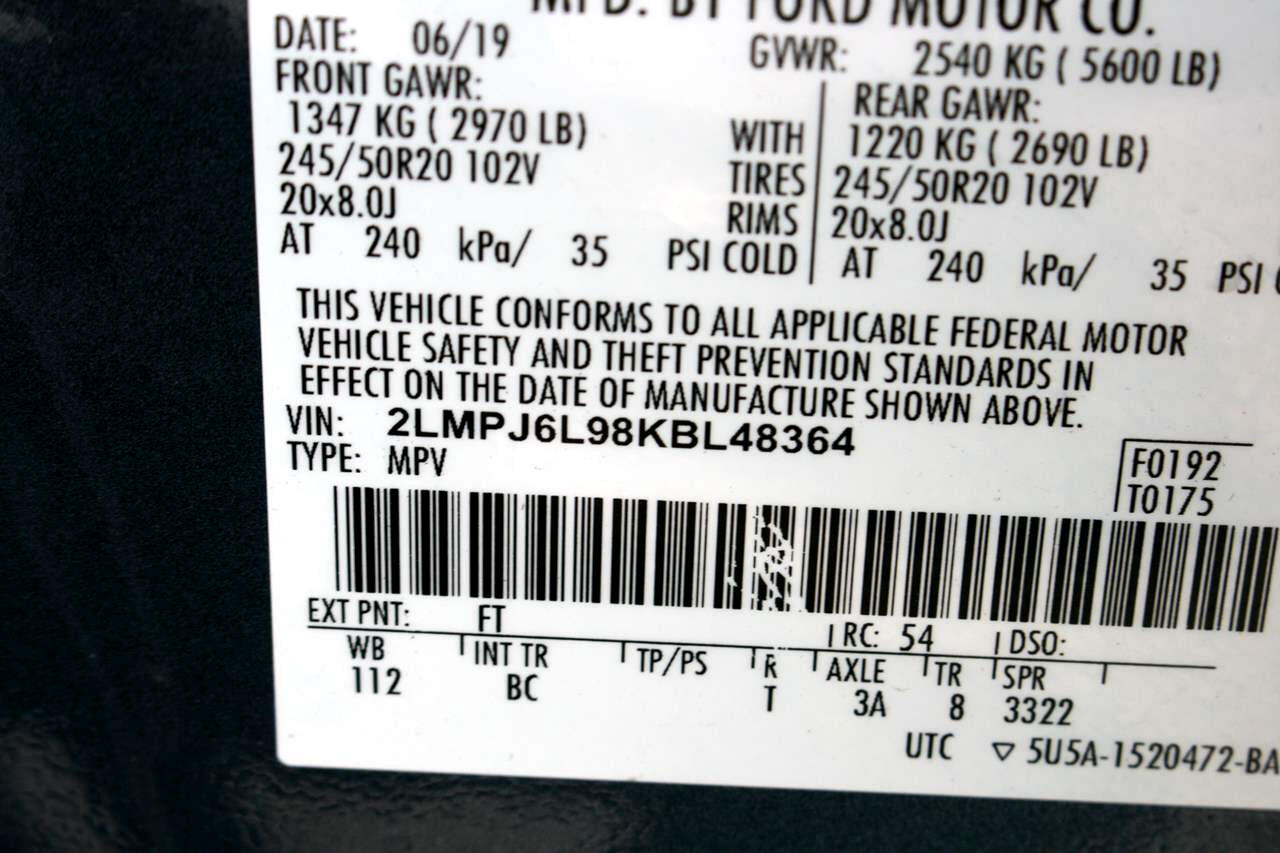 MFD. BY FORD MOTOR CO.
DATE: 06/19 GVWR: 2540 KG ( 5600 LB)
FRONT GAWR: REAR GAWR:
1347 KG ( 2970 LB) WITH 1220 KG ( 2690 LB)
245/50R20 102V TIRES 245/50R20 102V
20x8.0J RIMS 20x8.0J
AT 240 kPa/ 35 PSI COLD AT 240 kPa/ 35 PSI
THIS VEHICLE CONFORMS TO ALL APPLICABLE FEDERAL MOTOR
VEHICLE SAFETY AND THEFT PREVENTION STANDARDS IN
EFFECT ON THE DATE OF MANUFACTURE SHOWN ABOVE.
VIN: 2LMPJ6L98KBL48364
TYPE: MPV
F0192
T0175
EXT PNT: FT RC: 54 DSO:
WB INT TR TP/PS R AXLE TR SPR
112 BC T 3A 8 3322
UTC ▽ 5U5A-1520472-BA